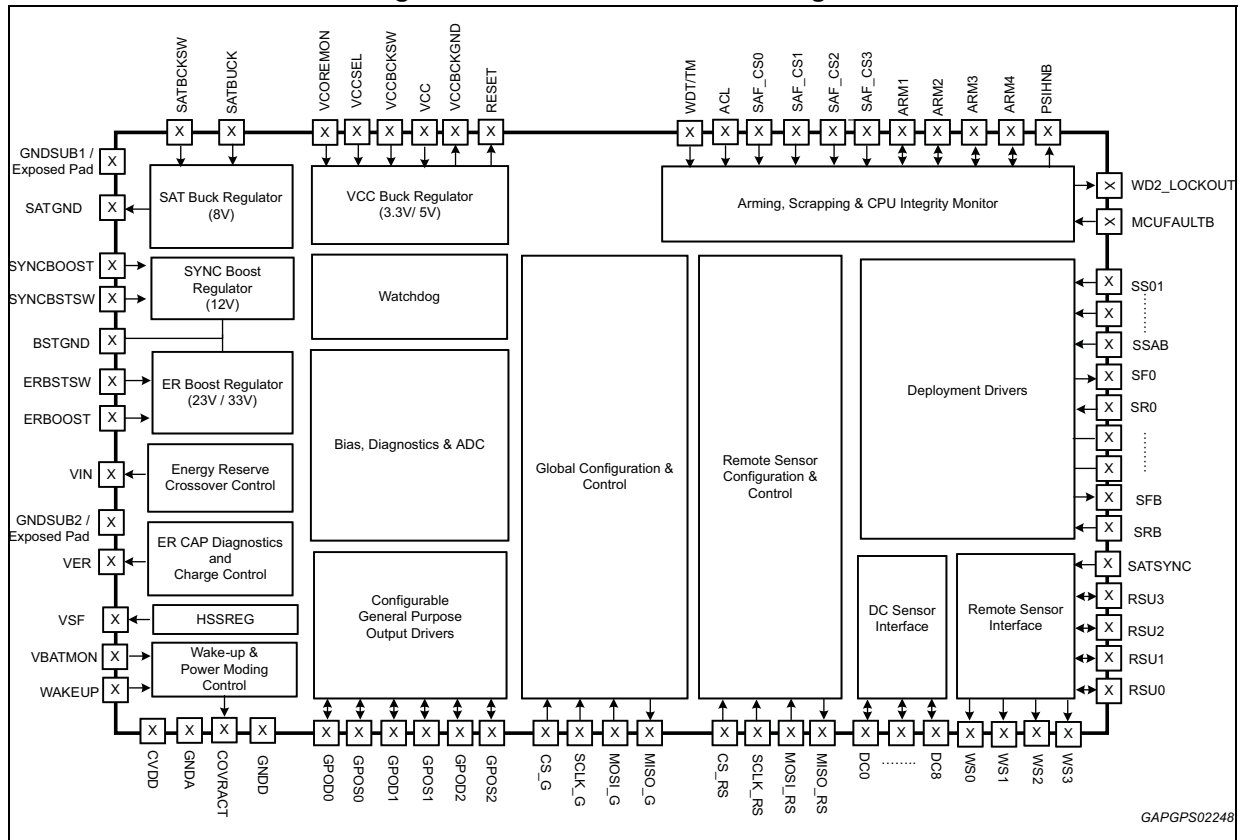 SATBCKSW
SATBUCK
VCOREMON
VCCSEL
VCCBCKSW
VCC
VCCBCKGND
RESET
WDT/TM
ACL
SAF_CS0
SAF_CS1
SAF_CS2
SAF_CS3
ARM1
ARM2
ARM3
ARM4
PSIHNB
X X X X X X X X X X X X X X X X X X X
GNDSUB1 /
Exposed Pad
X
SATGND
X
SYNCBOOST
X
SYNCBSTSW
X
BSTGND
X
ERBSTSW
X
ERBOOST
X
VIN
X
GNDSUB2 /
Exposed Pad
X
VER
X
VSF
X
VBATMON
X
WAKEUP
X
SAT Buck Regulator
(8V)
SYNC Boost
Regulator
(12V)
ER Boost Regulator
(23V / 33V)
Energy Reserve
Crossover Control
ER CAP Diagnostics
and
Charge Control
HSSREG
Wake-up &
Power Moding
Control
VCC Buck Regulator
(3.3V/ 5V)
Watchdog
Bias, Diagnostics & ADC
Configurable
General Purpose
Output Drivers
Global Configuration &
Control
Remote Sensor
Configuration &
Control
Arming, Scrapping & CPU Integrity Monitor
Deployment Drivers
DC Sensor
Interface
Remote Sensor
Interface
X
WD2_LOCKOUT
X
MCUFAULTB
X
SS01
X
........
X
SSAB
X
SF0
X
SR0
X
........
X
X
SFB
X
SRB
X
SATSYNC
X
RSU3
X
RSU2
X
RSU1
X
RSU0
X X X X X X X X X X X X X X X X X X X X X X X X X
CVDD
GNDA
COVRACT
GNDD
GPOD0
GPOS0
GPOD1
GPOS1
GPOD2
GPOS2
CS_G
SCLK_G
MOSI_G
MISO_G
CS_RS
SCLK_RS
MOSI_RS
MISO_RS
DC0
........
DC8
WS0
WS1
WS2
WS3
GAPGPS02248